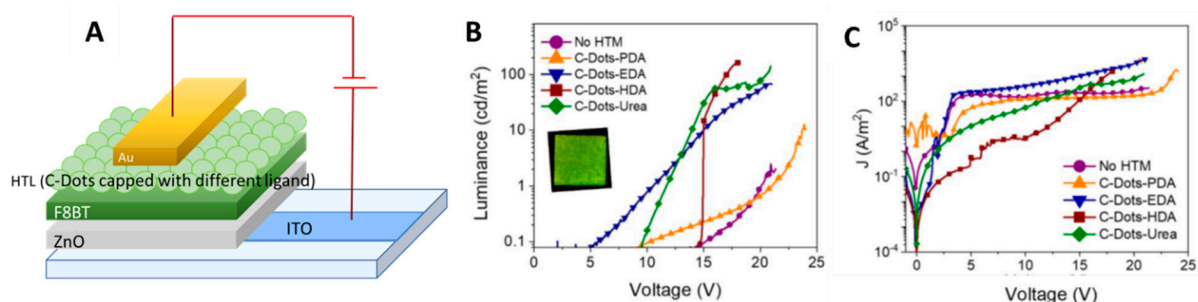 A
Au
HTL (C-Dots capped with different ligand)
F8BT
ZnO
ITO
B
Luminance (cd/m²)
100
10
1
0.1
No HTM
C-Dots-PDA
C-Dots-EDA
C-Dots-HDA
C-Dots-Urea
0 5 10 15 20 25
Voltage (V)
C
J (A/m²)
10⁵
10²
10⁻¹
10⁻⁴
No HTM
C-Dots-PDA
C-Dots-EDA
C-Dots-HDA
C-Dots-Urea
0 5 10 15 20 25
Voltage (V)